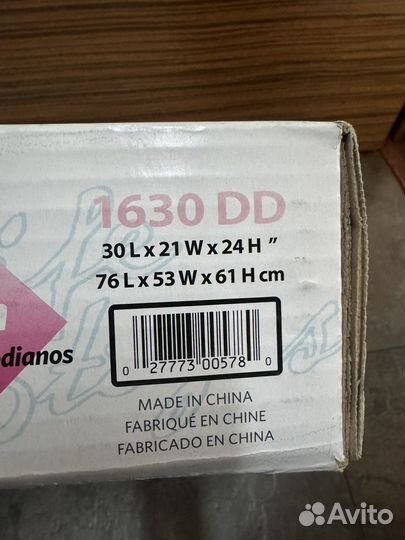 1630 DD
30 L x 21 W x 24 H "
76 L x 53 W x 61 H cm
dianos
0 27773 00578 0
MADE IN CHINA
FABRIQUÉ EN CHINE
FABRICADO EN CHINA
Avito